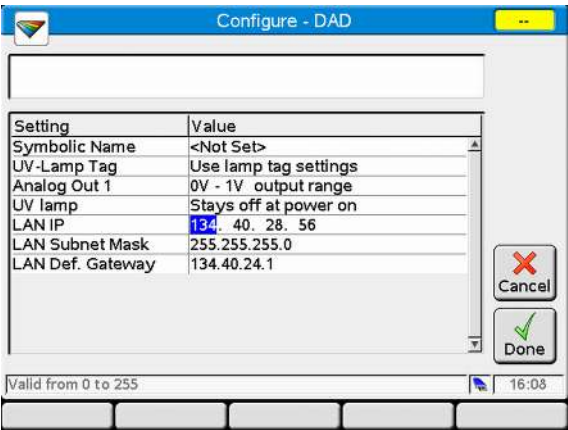 Configure - DAD
--
Setting Value
Symbolic Name <Not Set>
UV-Lamp Tag Use lamp tag settings
Analog Out 1 0V - 1V output range
UV lamp Stays off at power on
LAN IP 134. 40. 28. 56
LAN Subnet Mask 255.255.255.0
LAN Def. Gateway 134.40.24.1
Cancel
Done
Valid from 0 to 255
16:08